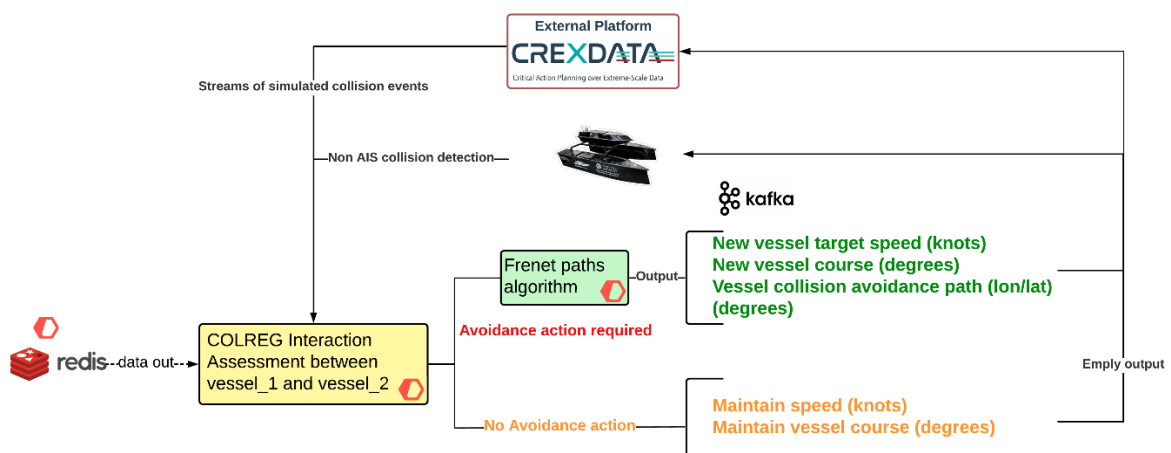 External Platform
CREXDATA
Critical Action Planning over Extreme-Scale Data
Streams of simulated collision events
Non AIS collision detection
kafka
New vessel target speed (knots)
New vessel course (degrees)
Vessel collision avoidance path (lon/lat)
(degrees)
Frenet paths
algorithm
Output
Avoidance action required
COLREG Interaction
Assessment between
vessel_1 and vessel_2
redis
data out
Emply output
No Avoidance action
Maintain speed (knots)
Maintain vessel course (degrees)